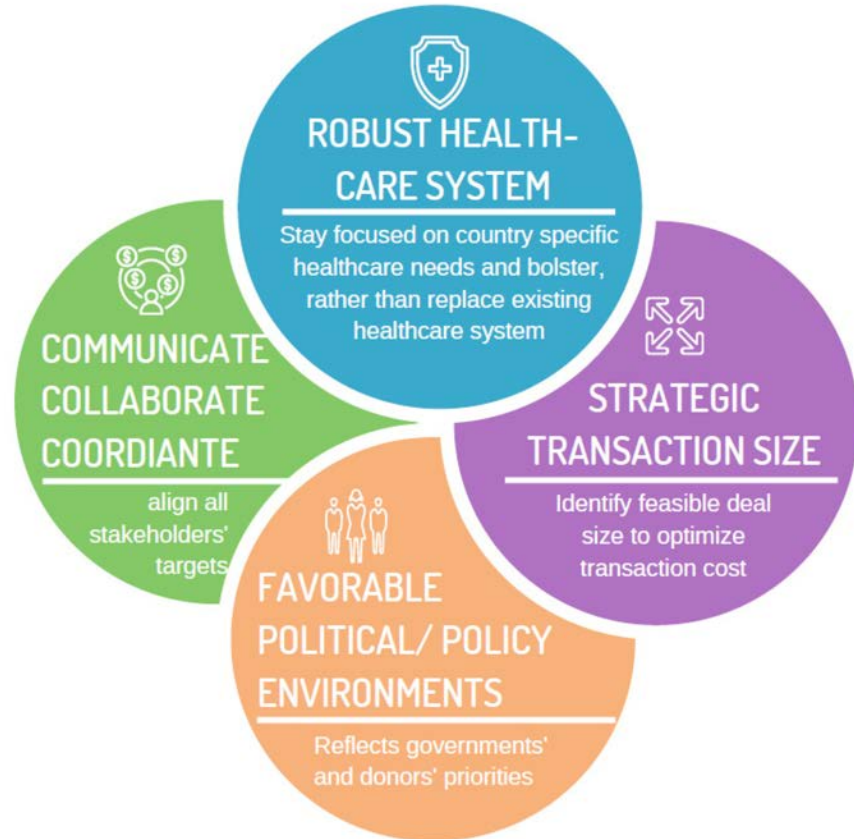 ROBUST HEALTH-
CARE SYSTEM
Stay focused on country specific
healthcare needs and bolster,
rather than replace existing
healthcare system
COMMUNICATE
COLLABORATE
COORDIANTE
align all
stakeholders'
targets
STRATEGIC
TRANSACTION SIZE
Identify feasible deal
size to optimize
transaction cost
FAVORABLE
POLITICAL/ POLICY
ENVIRONMENTS
Reflects governments'
and donors' priorities